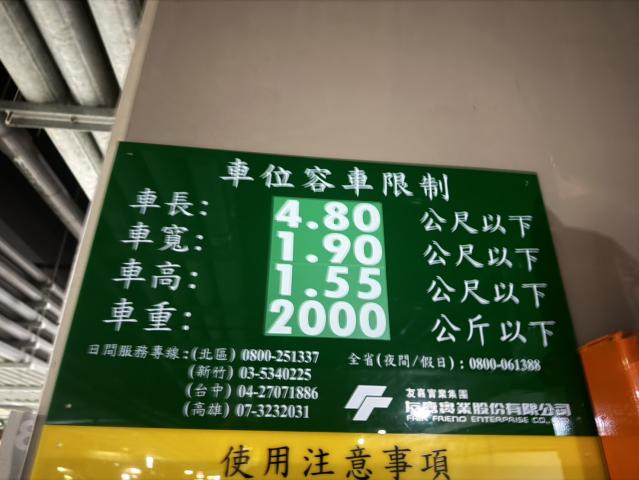 車位容車限制
車長: 4.80 公尺以下
車寬: 1.90 公尺以下
車高: 1.55 公尺以下
車重: 2000 公斤以下
日間服務專線:(北區) 0800-251337 全省(夜間/假日) : 0800-061388
(新竹) 03-5340225
(台中) 04-27071886
(高雄) 07-3232031
友嘉實業集團
友嘉實業股份有限公司
FAIR FRIEND ENTERPRISE CO.,
使用注意事項